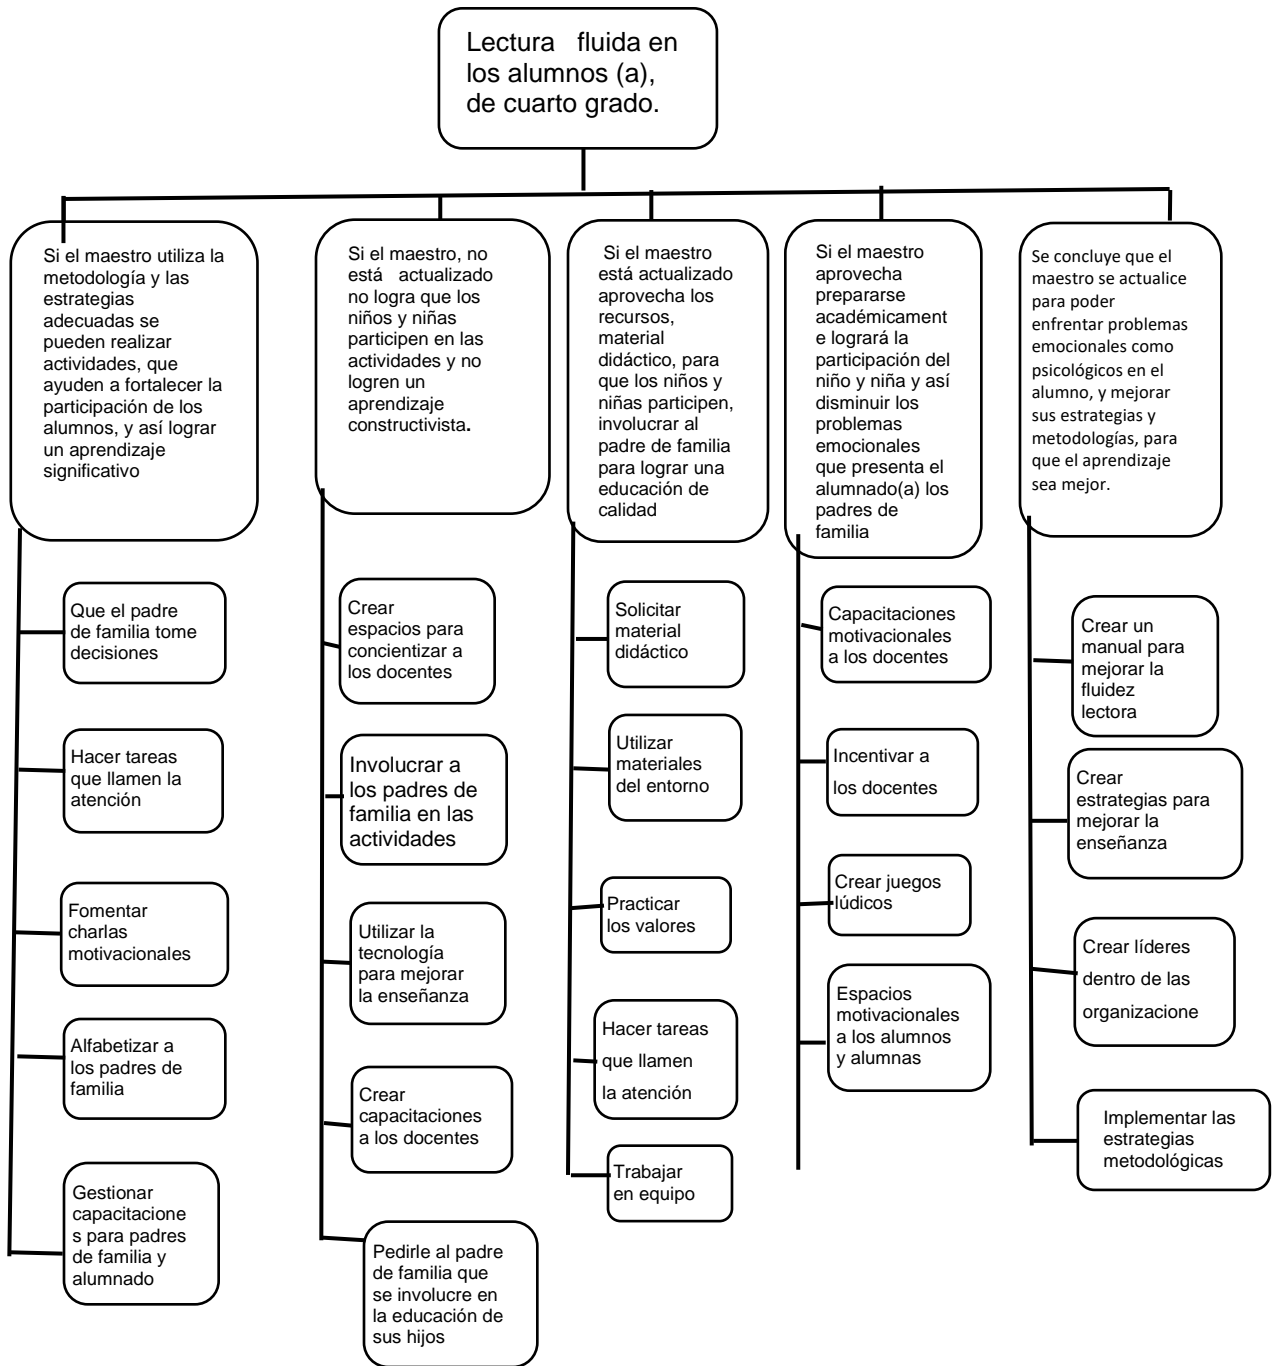 Lectura fluida en
los alumnos (a),
de cuarto grado.
Si el maestro utiliza la
metodología y las
estrategias
adecuadas se
pueden realizar
actividades, que
ayuden a fortalecer la
participación de los
alumnos, y así lograr
un aprendizaje
significativo
Si el maestro, no
está actualizado
no logra que los
niños y niñas
participen en las
actividades y no
logren un
aprendizaje
constructivista.
Si el maestro
está actualizado
aprovecha los
recursos,
material
didáctico, para
que los niños y
niñas participen,
involucrar al
padre de familia
para lograr una
educación de
calidad
Si el maestro
aprovecha
prepararse
académicament
e logrará la
participación del
niño y niña y así
disminuir los
problemas
emocionales
que presenta el
alumnado(a) los
padres de
familia
Se concluye que el
maestro se actualice
para poder
enfrentar problemas
emocionales como
psicológicos en el
alumno, y mejorar
sus estrategias y
metodologías, para
que el aprendizaje
sea mejor.
Que el padre
de familia tome
decisiones
Hacer tareas
que llamen la
atención
Fomentar
charlas
motivacionales
Alfabetizar a
los padres de
familia
Gestionar
capacitacione
s para padres
de familia y
alumnado
Crear
espacios para
concientizar a
los docentes
Involucrar a
los padres de
familia en las
actividades
Utilizar la
tecnología
para mejorar
la enseñanza
Crear
capacitaciones
a los docentes
Pedirle al padre
de familia que
se involucre en
la educación de
sus hijos
Solicitar
material
didáctico
Utilizar
materiales
del entorno
Practicar
los valores
Hacer tareas
que llamen
la atención
Trabajar
en equipo
Capacitaciones
motivacionales
a los docentes
Incentivar a
los docentes
Crear juegos
lúdicos
Espacios
motivacionales
a los alumnos
y alumnas
Crear un
manual para
mejorar la
fluidez
lectora
Crear
estrategias para
mejorar la
enseñanza
Crear líderes
dentro de las
organizacione
Implementar las
estrategias
metodológicas